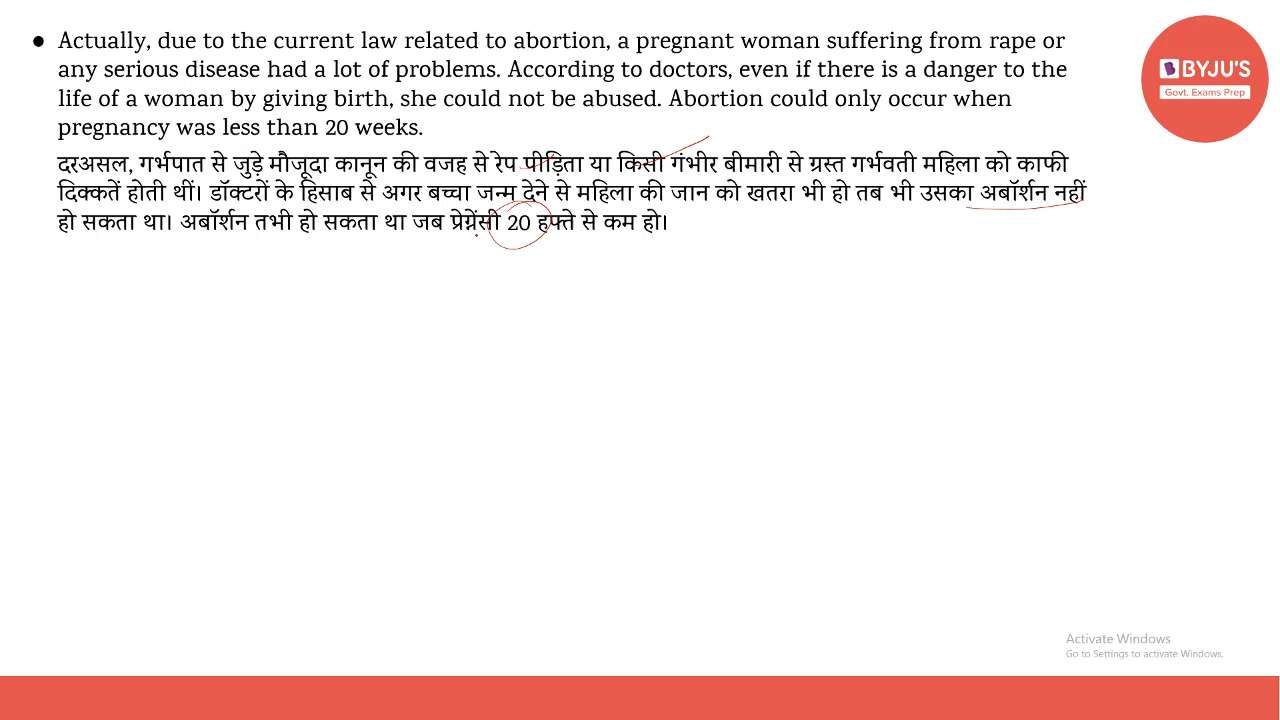 ● Actually, due to the current law related to abortion, a pregnant woman suffering from rape or
any serious disease had a lot of problems. According to doctors, even if there is a danger to the
life of a woman by giving birth, she could not be abused. Abortion could only occur when
pregnancy was less than 20 weeks.
दरअसल, गर्भपात से जुड़े मौजूदा कानून की वजह से रेप पीड़िता या किसी गंभीर बीमारी से ग्रस्त गर्भवती महिला को काफी
दिक्कतें होती थीं। डॉक्टरों के हिसाब से अगर बच्चा जन्म देने से महिला की जान को खतरा भी हो तब भी उसका अबॉर्शन नहीं
हो सकता था। अबॉर्शन तभी हो सकता था जब प्रेग्नेंसी 20 हफ्ते से कम हो।
BYJU'S
Govt. Exams Prep
Activate Windows
Go to Settings to activate Windows.